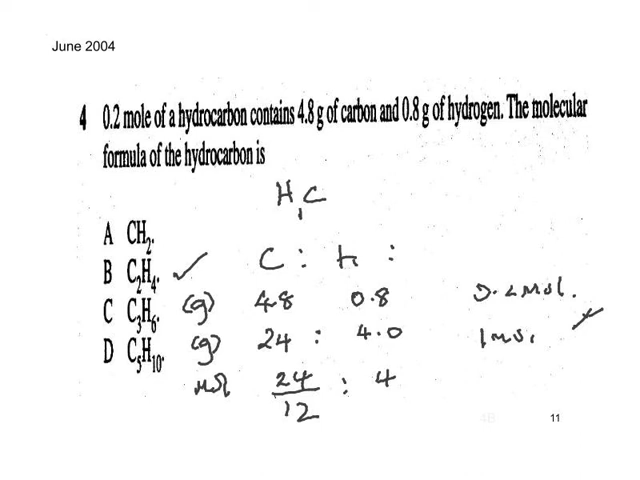 June 2004
4 0.2 mole of a hydrocarbon contains 4.8 g of carbon and 0.8 g of hydrogen. The molecular
formula of the hydrocarbon is
H, C
A CH₂.
C : H :
B C₂H₄. ✓
C C₃H₆. (g) 4.8 0.8 0.2 mol.
D C₅H₁₀. (g) 24 : 4.0 1 mol
mol 24/12 : 4
4B 11